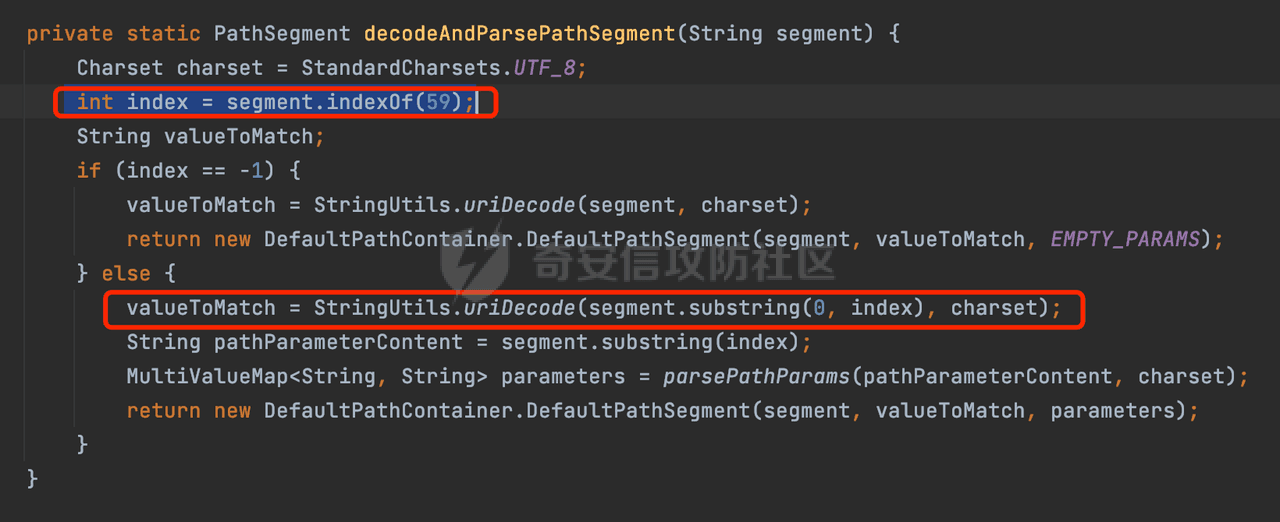 private static PathSegment decodeAndParsePathSegment(String segment) {
    Charset charset = StandardCharsets.UTF_8;
    int index = segment.indexOf(59);
    String valueToMatch;
    if (index == -1) {
        valueToMatch = StringUtils.uriDecode(segment, charset);
        return new DefaultPathContainer.DefaultPathSegment(segment, valueToMatch, EMPTY_PARAMS);
    } else {
        valueToMatch = StringUtils.uriDecode(segment.substring(0, index), charset);
        String pathParameterContent = segment.substring(index);
        MultiValueMap<String, String> parameters = parsePathParams(pathParameterContent, charset);
        return new DefaultPathContainer.DefaultPathSegment(segment, valueToMatch, parameters);
    }
}
奇安信攻防社区